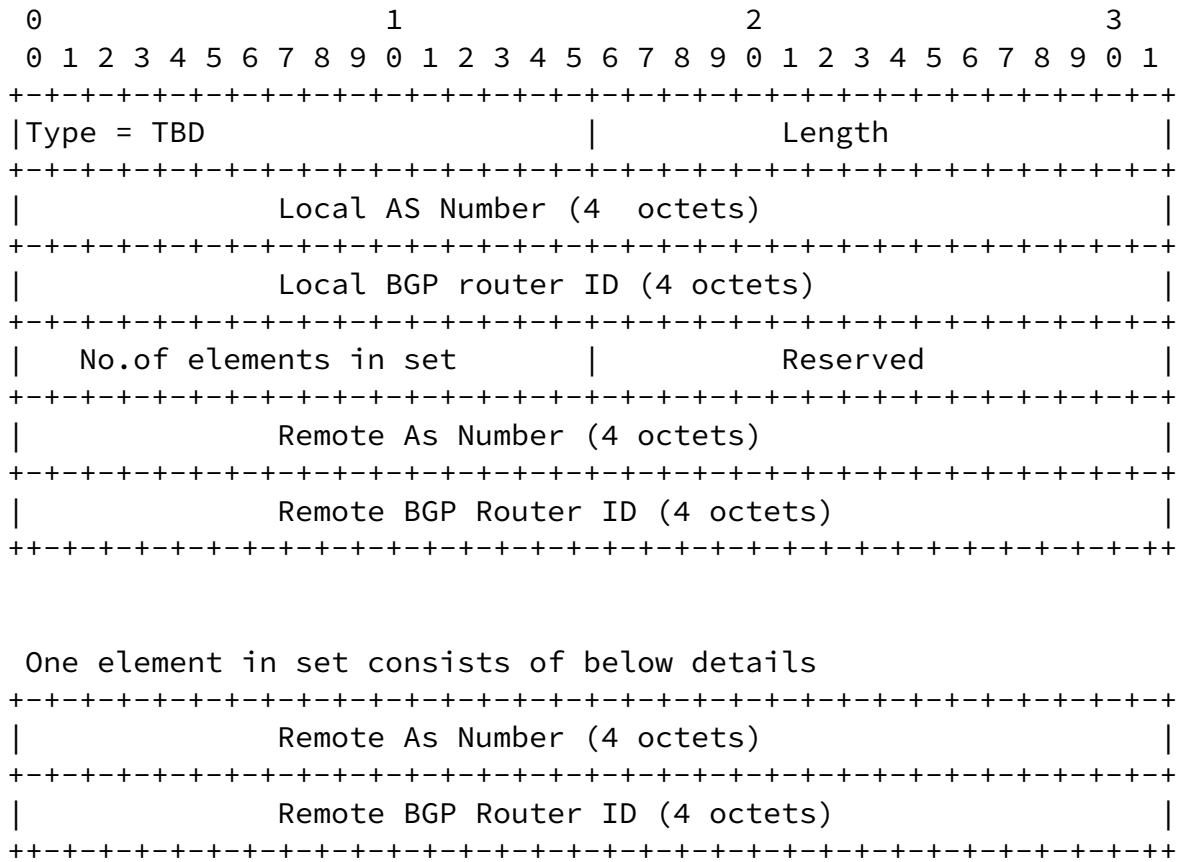 0                   1                   2                   3
 0 1 2 3 4 5 6 7 8 9 0 1 2 3 4 5 6 7 8 9 0 1 2 3 4 5 6 7 8 9 0 1
+-+-+-+-+-+-+-+-+-+-+-+-+-+-+-+-+-+-+-+-+-+-+-+-+-+-+-+-+-+-+-+-+
|Type = TBD                     |          Length               |
+-+-+-+-+-+-+-+-+-+-+-+-+-+-+-+-+-+-+-+-+-+-+-+-+-+-+-+-+-+-+-+-+
|              Local AS Number (4  octets)                      |
+-+-+-+-+-+-+-+-+-+-+-+-+-+-+-+-+-+-+-+-+-+-+-+-+-+-+-+-+-+-+-+-+
|              Local BGP router ID (4 octets)                   |
+-+-+-+-+-+-+-+-+-+-+-+-+-+-+-+-+-+-+-+-+-+-+-+-+-+-+-+-+-+-+-+-+
|   No.of elements in set       |          Reserved             |
+-+-+-+-+-+-+-+-+-+-+-+-+-+-+-+-+-+-+-+-+-+-+-+-+-+-+-+-+-+-+-+-+
|              Remote As Number (4 octets)                      |
+-+-+-+-+-+-+-+-+-+-+-+-+-+-+-+-+-+-+-+-+-+-+-+-+-+-+-+-+-+-+-+-+
|              Remote BGP Router ID (4 octets)                  |
++-+-+-+-+-+-+-+-+-+-+-+-+-+-+-+-+-+-+-+-+-+-+-+-+-+-+-+-+-+-+-++
One element in set consists of below details
+-+-+-+-+-+-+-+-+-+-+-+-+-+-+-+-+-+-+-+-+-+-+-+-+-+-+-+-+-+-+-+-+
|              Remote As Number (4 octets)                      |
+-+-+-+-+-+-+-+-+-+-+-+-+-+-+-+-+-+-+-+-+-+-+-+-+-+-+-+-+-+-+-+-+
|              Remote BGP Router ID (4 octets)                  |
++-+-+-+-+-+-+-+-+-+-+-+-+-+-+-+-+-+-+-+-+-+-+-+-+-+-+-+-+-+-+-++